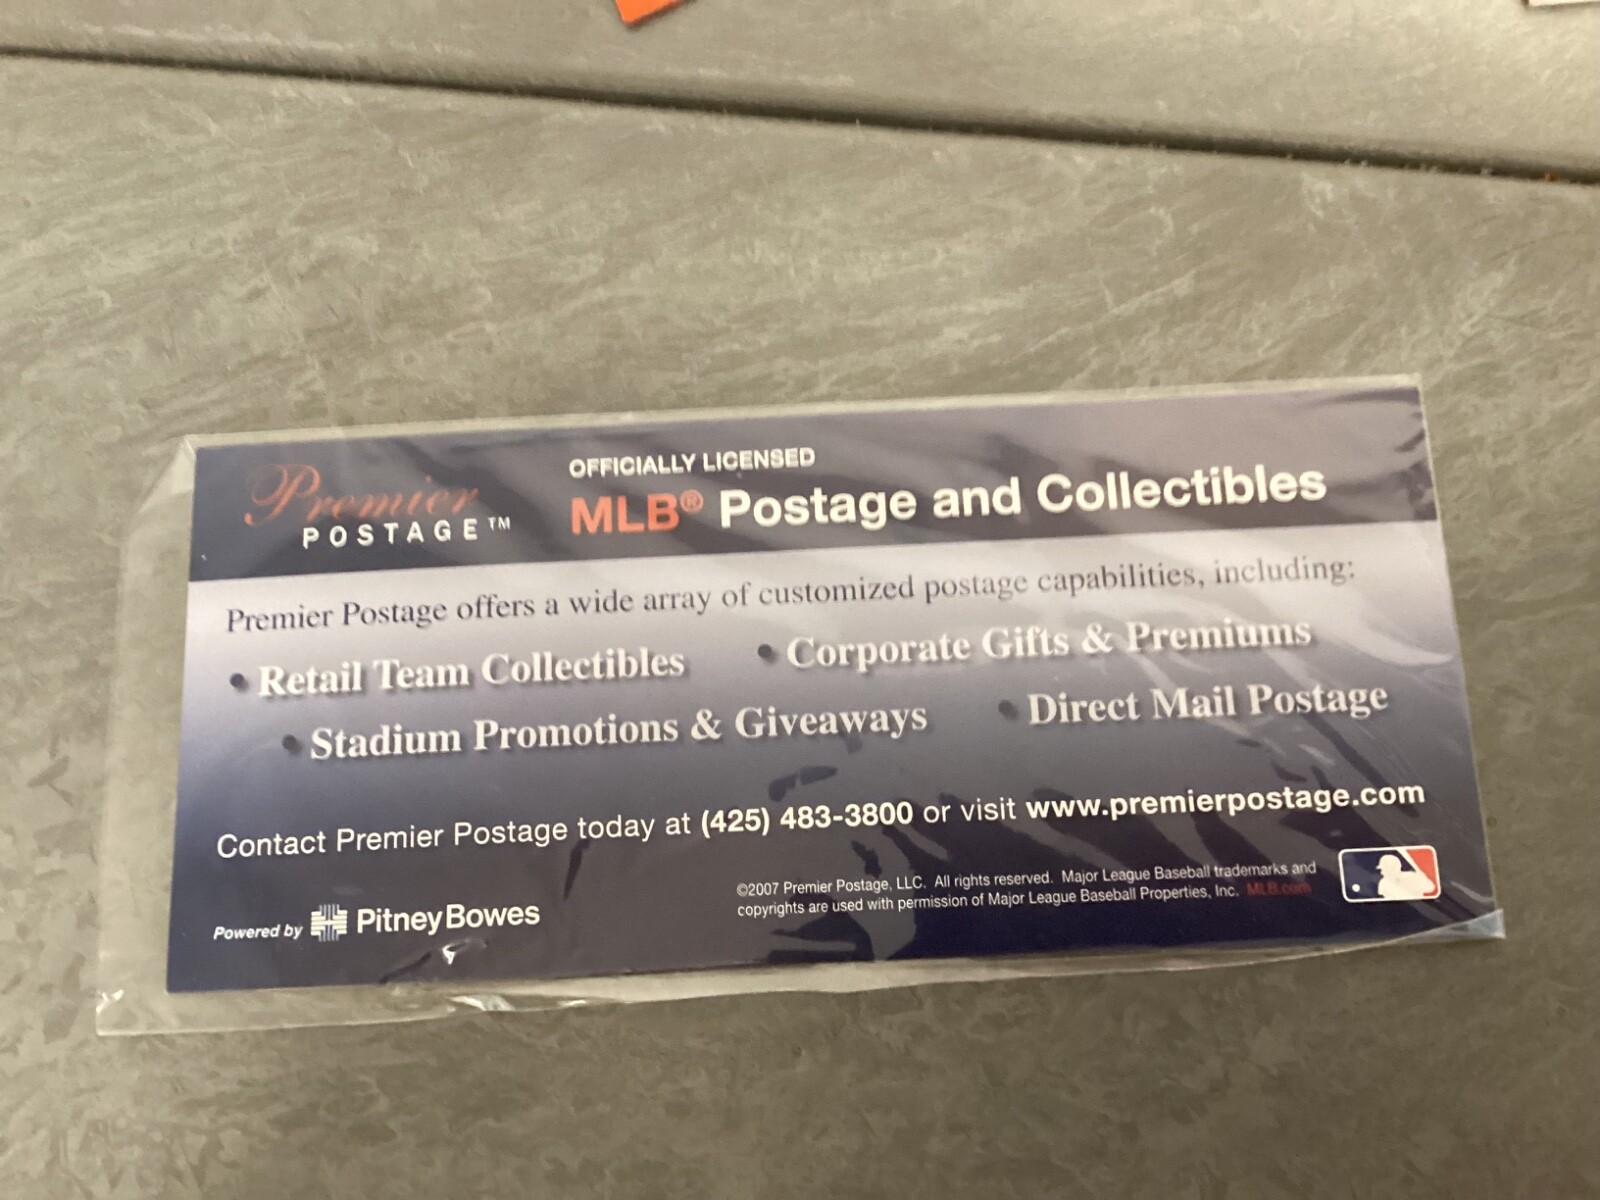 Premier
POSTAGE™
OFFICIALLY LICENSED
MLB® Postage and Collectibles
Premier Postage offers a wide array of customized postage capabilities, including:
• Retail Team Collectibles
• Corporate Gifts & Premiums
• Stadium Promotions & Giveaways
• Direct Mail Postage
Contact Premier Postage today at (425) 483-3800 or visit www.premierpostage.com
Powered by Pitney Bowes
©2007 Premier Postage, LLC. All rights reserved. Major League Baseball trademarks and
copyrights are used with permission of Major League Baseball Properties, Inc. MLB.com